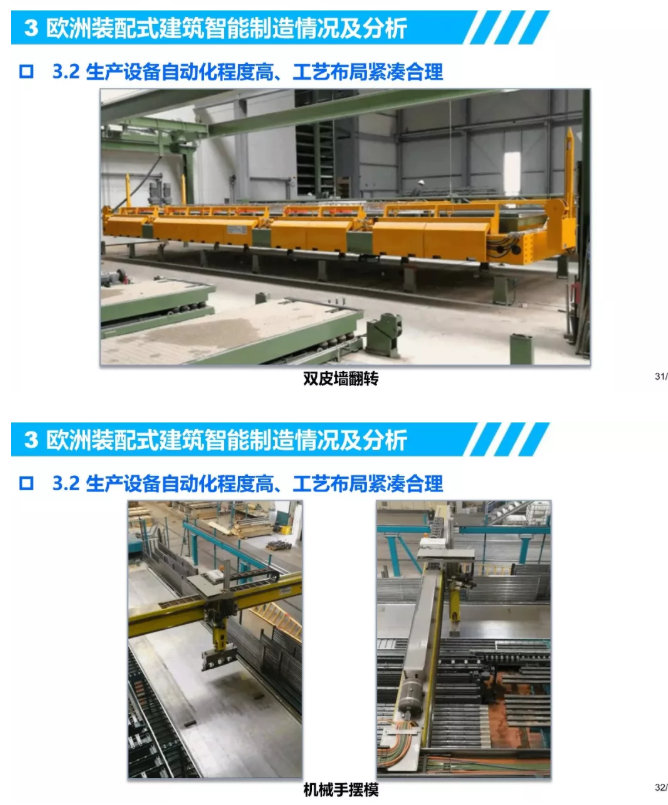 3 欧洲装配式建筑智能制造情况及分析
3.2 生产设备自动化程度高、工艺布局紧凑合理
双皮墙翻转
31/
3 欧洲装配式建筑智能制造情况及分析
3.2 生产设备自动化程度高、工艺布局紧凑合理
机械手摆模
32/